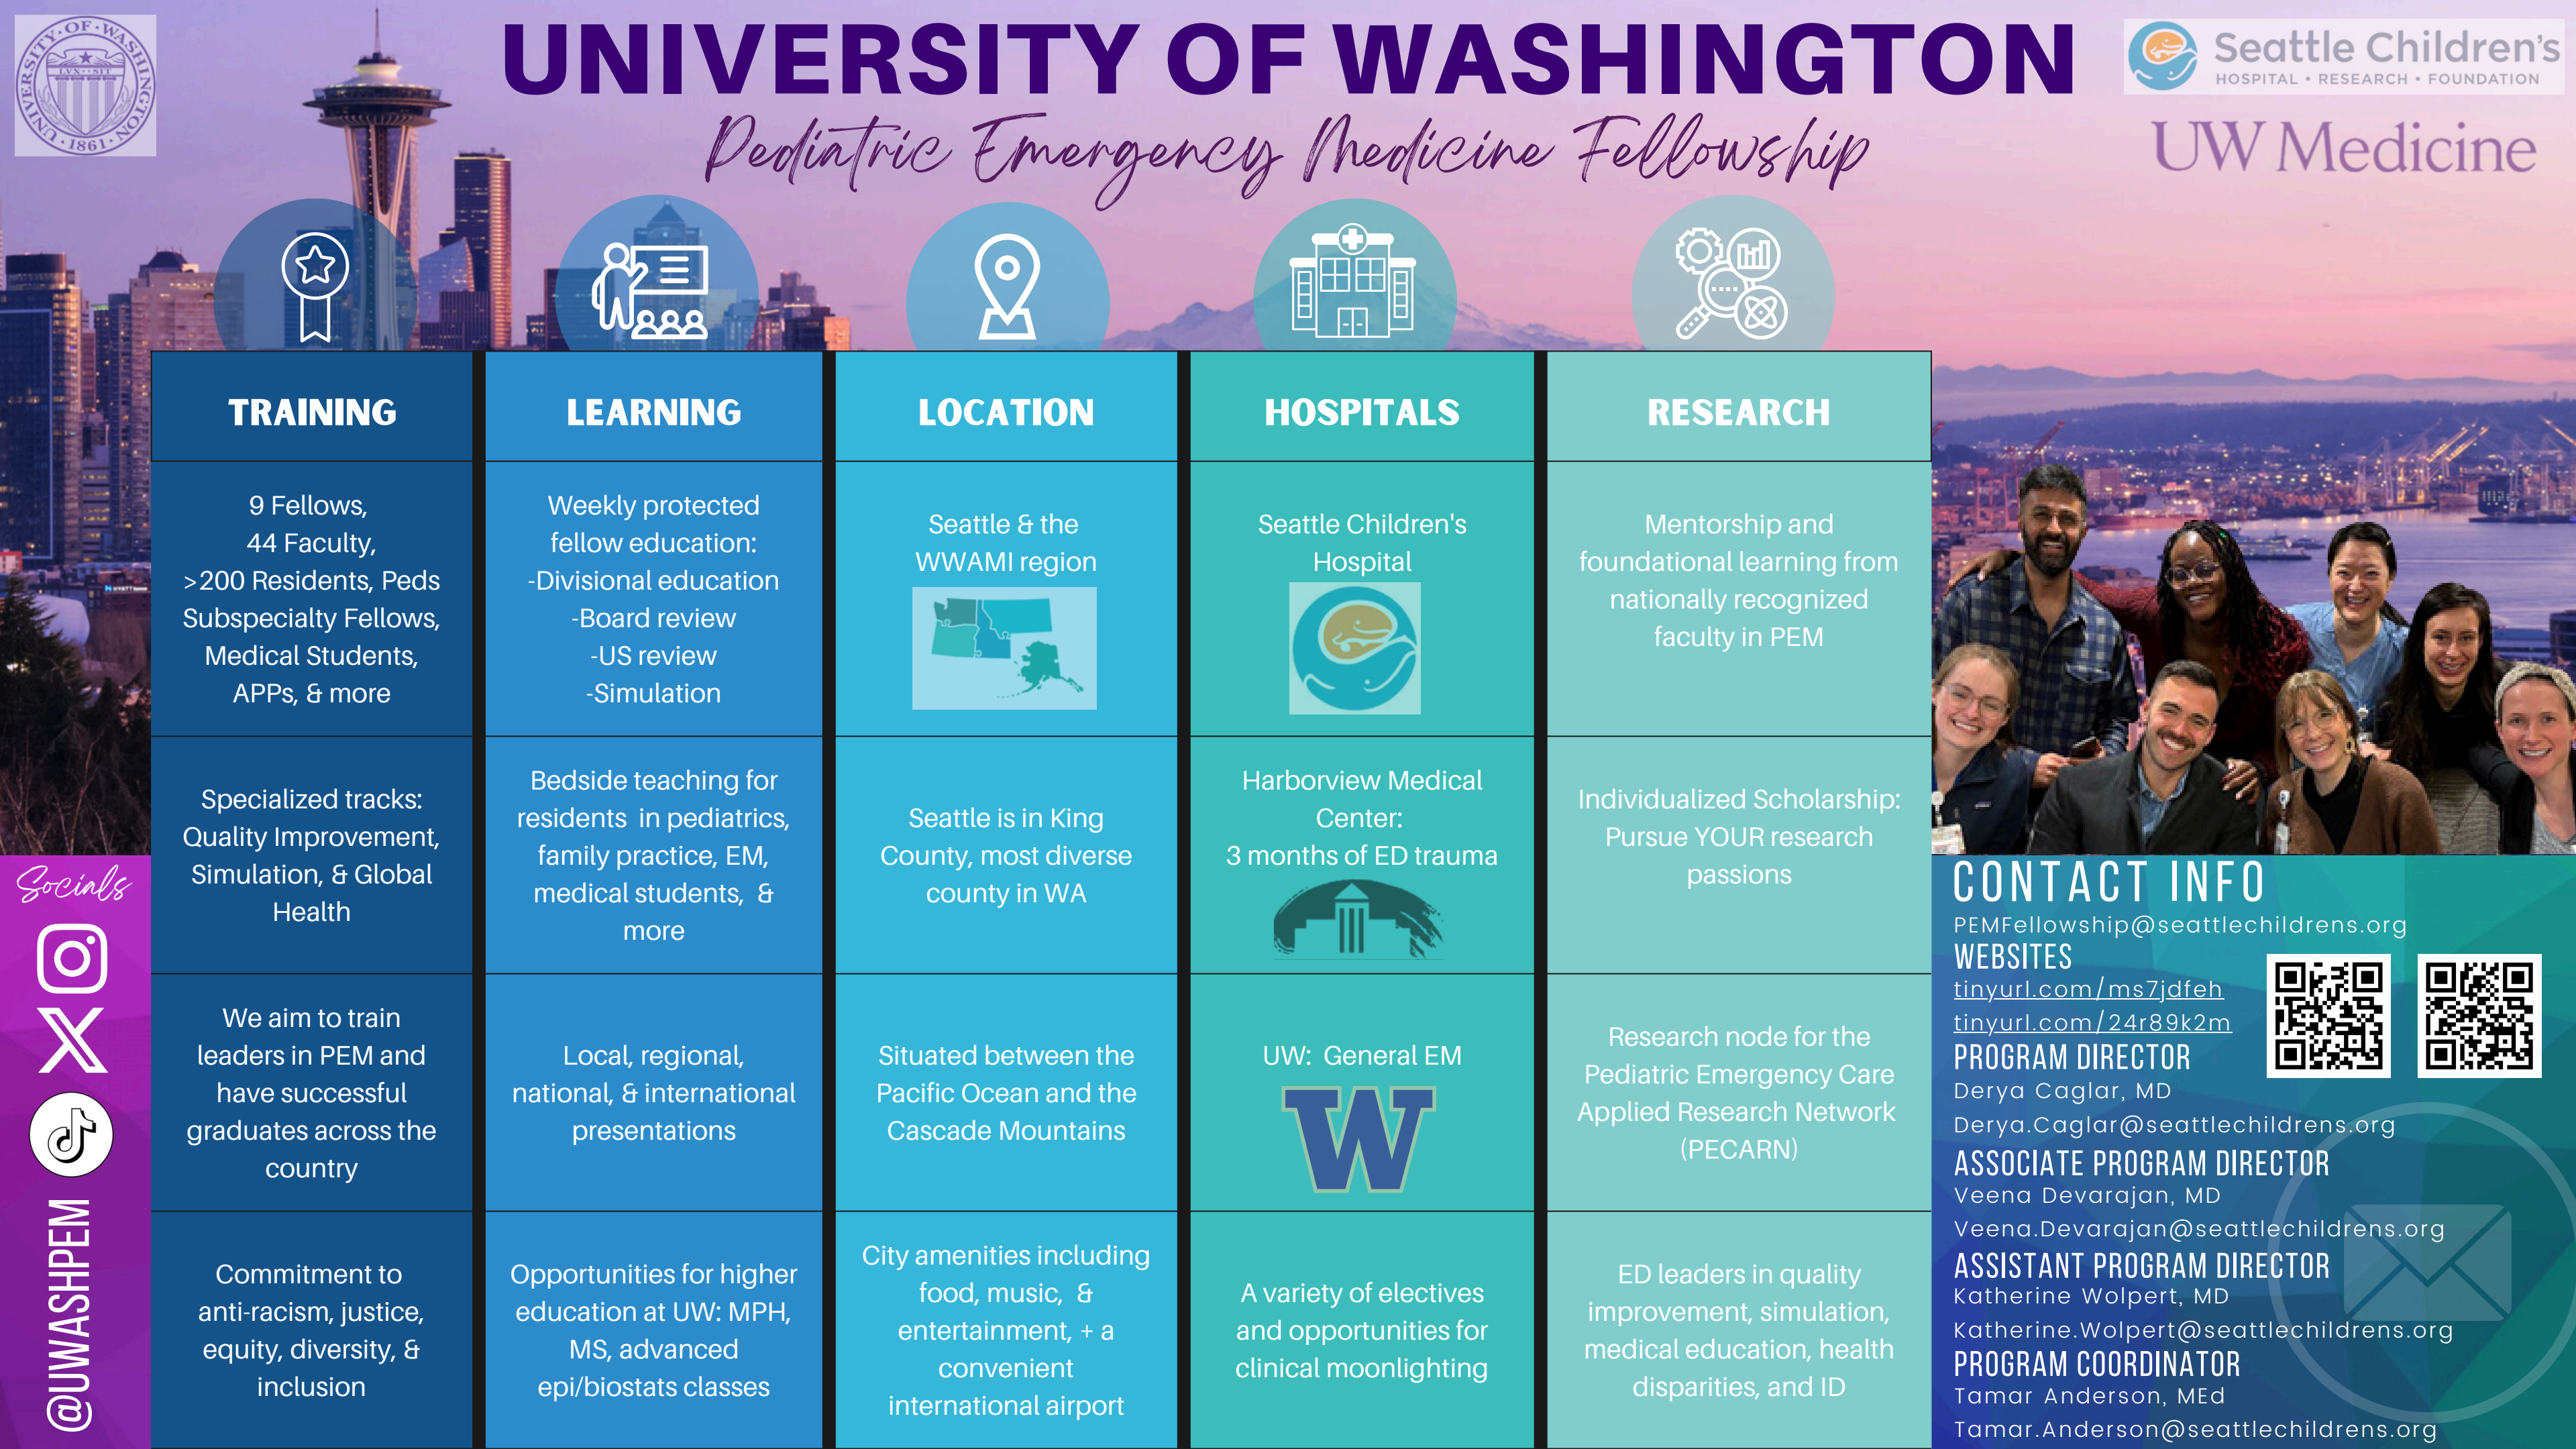 UNIVERSITY OF WASHINGTON
Pediatric Emergency Medicine Fellowship
UNIVERSITY·OF·WASHINGTON
LVX·SIT
·1861·
Seattle Children's
HOSPITAL • RESEARCH • FOUNDATION
UW Medicine
TRAINING
9 Fellows,
44 Faculty,
>200 Residents, Peds
Subspecialty Fellows,
Medical Students,
APPs, & more
Specialized tracks:
Quality Improvement,
Simulation, & Global
Health
We aim to train
leaders in PEM and
have successful
graduates across the
country
Commitment to
anti-racism, justice,
equity, diversity, &
inclusion
LEARNING
Weekly protected
fellow education:
-Divisional education
-Board review
-US review
-Simulation
Bedside teaching for
residents in pediatrics,
family practice, EM,
medical students, &
more
Local, regional,
national, & international
presentations
Opportunities for higher
education at UW: MPH,
MS, advanced
epi/biostats classes
LOCATION
Seattle & the
WWAMI region
Seattle is in King
County, most diverse
county in WA
Situated between the
Pacific Ocean and the
Cascade Mountains
City amenities including
food, music, &
entertainment, + a
convenient
international airport
HOSPITALS
Seattle Children's
Hospital
Harborview Medical
Center:
3 months of ED trauma
UW: General EM
W
A variety of electives
and opportunities for
clinical moonlighting
RESEARCH
Mentorship and
foundational learning from
nationally recognized
faculty in PEM
Individualized Scholarship:
Pursue YOUR research
passions
Research node for the
Pediatric Emergency Care
Applied Research Network
(PECARN)
ED leaders in quality
improvement, simulation,
medical education, health
disparities, and ID
Socials
@UWASHPEM
CONTACT INFO
PEMFellowship@seattlechildrens.org
WEBSITES
tinyurl.com/ms7jdfeh
tinyurl.com/24r89k2m
PROGRAM DIRECTOR
Derya Caglar, MD
Derya.Caglar@seattlechildrens.org
ASSOCIATE PROGRAM DIRECTOR
Veena Devarajan, MD
Veena.Devarajan@seattlechildrens.org
ASSISTANT PROGRAM DIRECTOR
Katherine Wolpert, MD
Katherine.Wolpert@seattlechildrens.org
PROGRAM COORDINATOR
Tamar Anderson, MEd
Tamar.Anderson@seattlechildrens.org